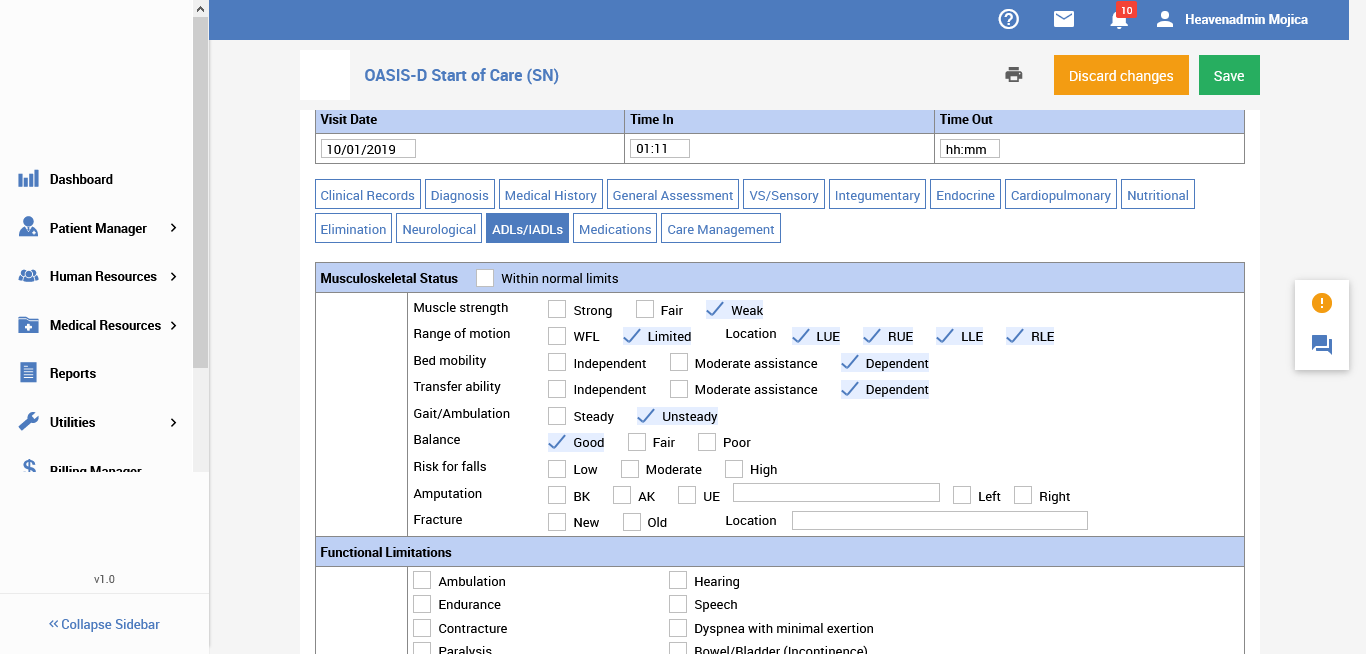 10
Heavenadmin Mojica
OASIS-D Start of Care (SN)
Discard changes
Save
Dashboard
Patient Manager
Human Resources
Medical Resources
Reports
Utilities
Billing Manager
v1.0
Collapse Sidebar
Visit Date Time In Time Out
10/01/2019 01:11 hh:mm
Clinical Records Diagnosis Medical History General Assessment VS/Sensory Integumentary Endocrine Cardiopulmonary Nutritional
Elimination Neurological ADLs/IADLs Medications Care Management
Musculoskeletal Status Within normal limits
Muscle strength Strong Fair Weak
Range of motion WFL Limited Location LUE RUE LLE RLE
Bed mobility Independent Moderate assistance Dependent
Transfer ability Independent Moderate assistance Dependent
Gait/Ambulation Steady Unsteady
Balance Good Fair Poor
Risk for falls Low Moderate High
Amputation BK AK UE Left Right
Fracture New Old Location
Functional Limitations
Ambulation Hearing
Endurance Speech
Contracture Dyspnea with minimal exertion
Paralysis Bowel/Bladder (Incontinence)